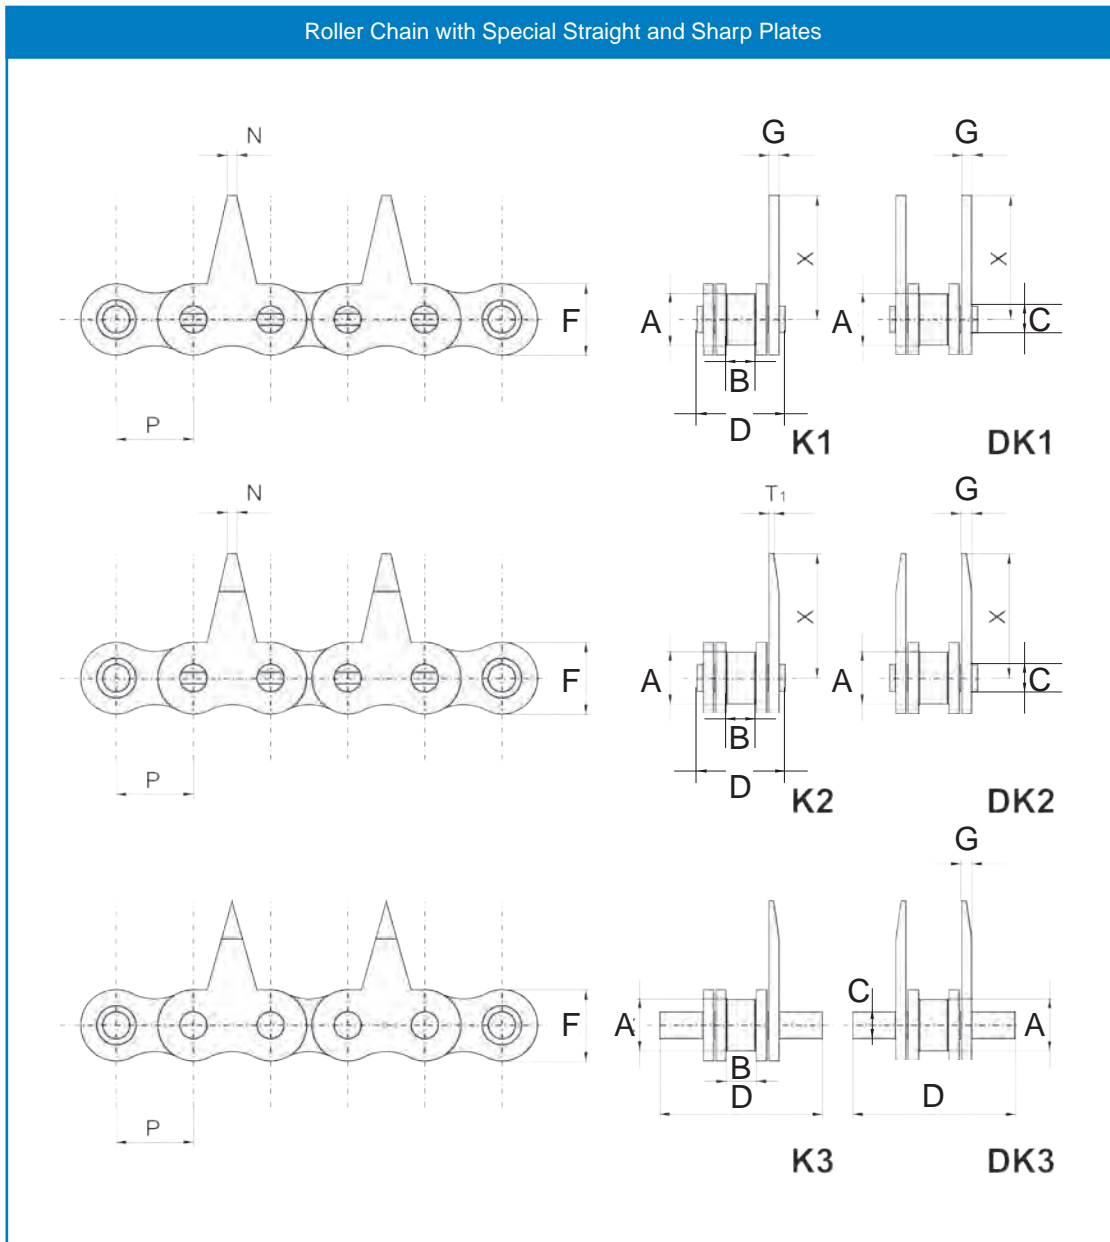 Roller Chain with Special Straight and Sharp Plates
N G G
X X
F A A C
B
P D
K1 DK1
N T1 G
X X
F A A C
B
P D
K2 DK2
G
C
F A A
B
D D
P
K3 DK3